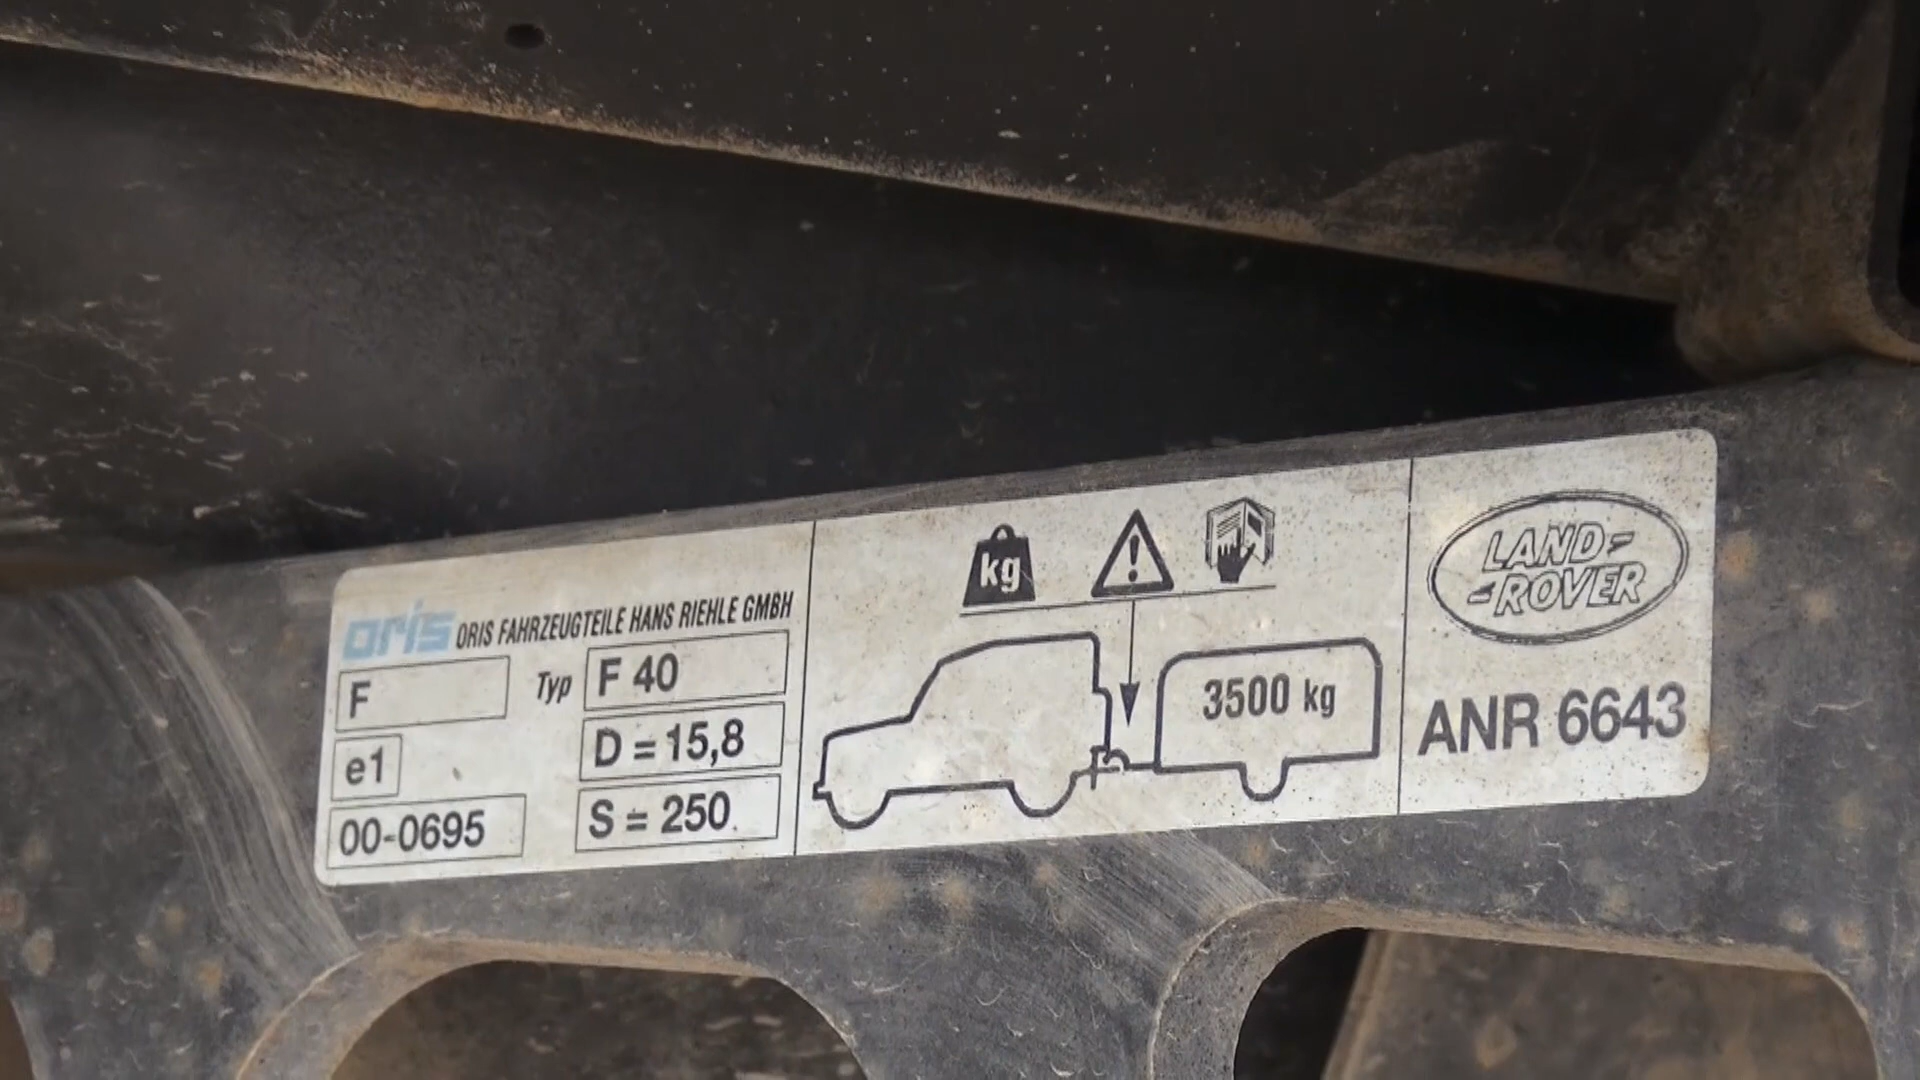 oris ORIS FAHRZEUGTEILE HANS RIEHLE GMBH
F Typ F 40
e1 D = 15,8
00-0695 S = 250
kg
3500 kg
LAND-
-ROVER
ANR 6643